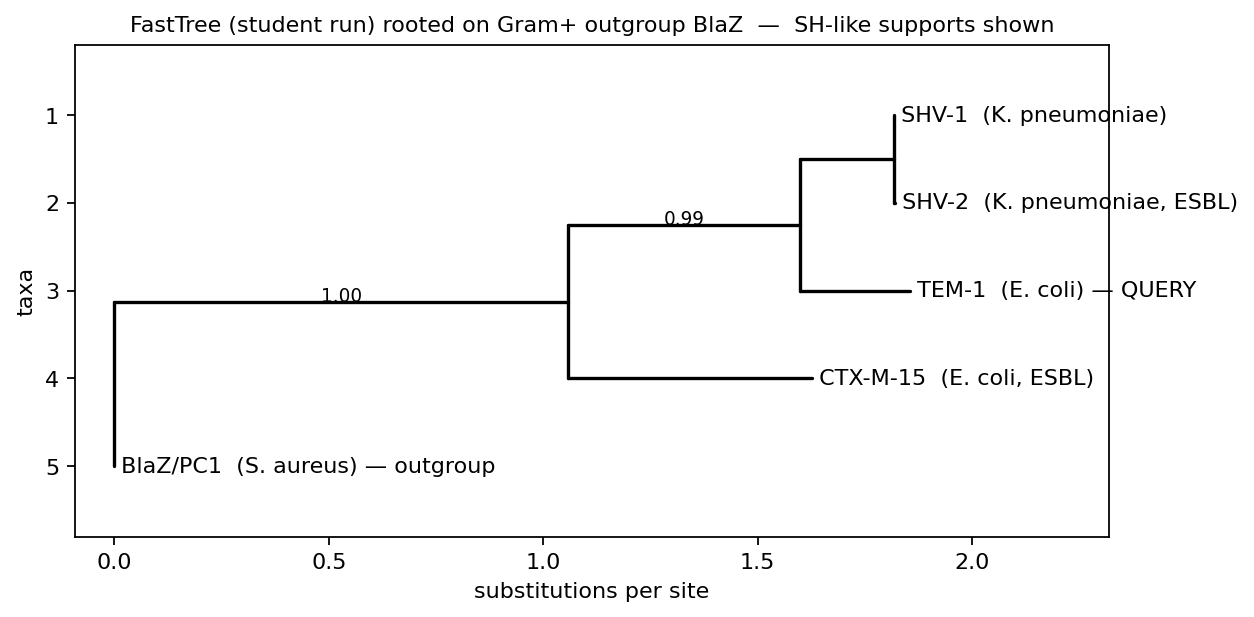 FastTree (student run) rooted on Gram+ outgroup BlaZ — SH-like supports shown
1
SHV-1 (K. pneumoniae)
2
SHV-2 (K. pneumoniae, ESBL)
0.99
3
TEM-1 (E. coli) — QUERY
1.00
4
CTX-M-15 (E. coli, ESBL)
5
BlaZ/PC1 (S. aureus) — outgroup
taxa
0.0
0.5
1.0
1.5
2.0
substitutions per site